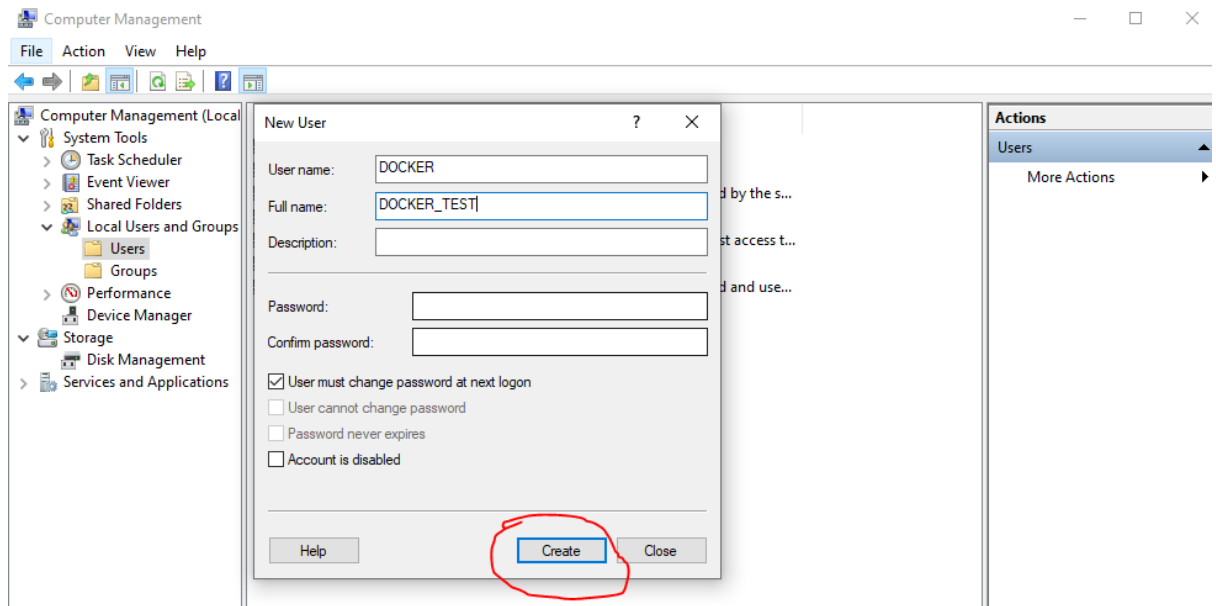 Computer Management
File Action View Help
Computer Management (Local
System Tools
Task Scheduler
Event Viewer
Shared Folders
Local Users and Groups
Users
Groups
Performance
Device Manager
Storage
Disk Management
Services and Applications
New User
?
User name: DOCKER
Full name: DOCKER_TEST
Description:
Password:
Confirm password:
User must change password at next logon
User cannot change password
Password never expires
Account is disabled
Help Create Close
d by the s...
st access t...
d and use...
Actions
Users
More Actions